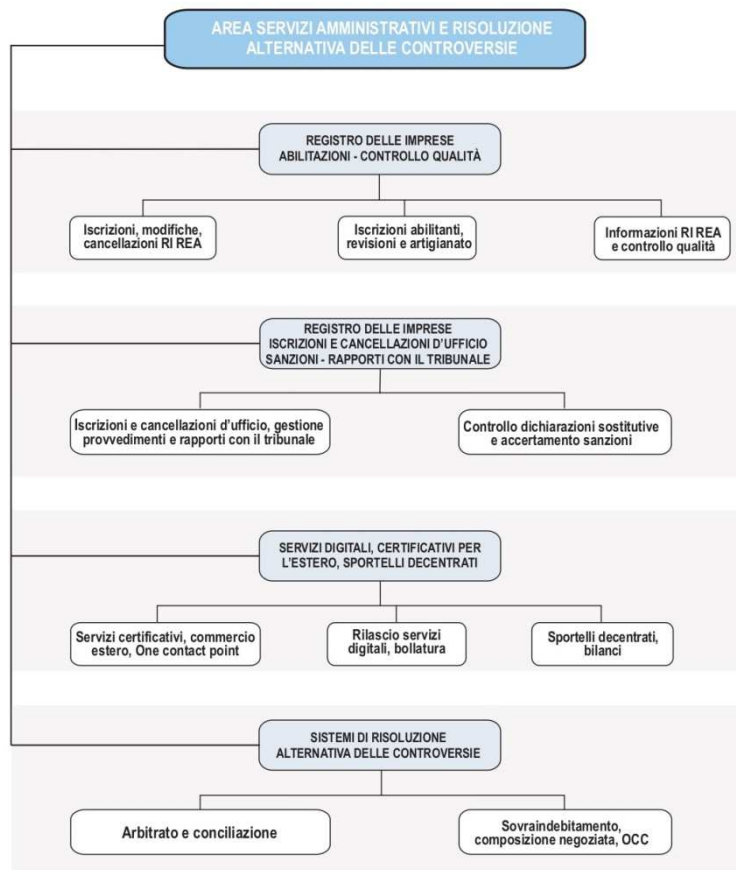 AREA SERVIZI AMMINISTRATIVI E RISOLUZIONE
ALTERNATIVA DELLE CONTROVERSIE
REGISTRO DELLE IMPRESE
ABILITAZIONI - CONTROLLO QUALITÀ
Iscrizioni, modifiche,
cancellazioni RI REA
Iscrizioni abilitanti,
revisioni e artigianato
Informazioni RI REA
e controllo qualità
REGISTRO DELLE IMPRESE
ISCRIZIONI E CANCELLAZIONI D'UFFICIO
SANZIONI - RAPPORTI CON IL TRIBUNALE
Iscrizioni e cancellazioni d'ufficio, gestione
provvedimenti e rapporti con il tribunale
Controllo dichiarazioni sostitutive
e accertamento sanzioni
SERVIZI DIGITALI, CERTIFICATIVI PER
L'ESTERO, SPORTELLI DECENTRATI
Servizi certificativi, commercio
estero, One contact point
Rilascio servizi
digitali, bollatura
Sportelli decentrati,
bilanci
SISTEMI DI RISOLUZIONE
ALTERNATIVA DELLE CONTROVERSIE
Arbitrato e conciliazione
Sovraindebitamento,
composizione negoziata, OCC